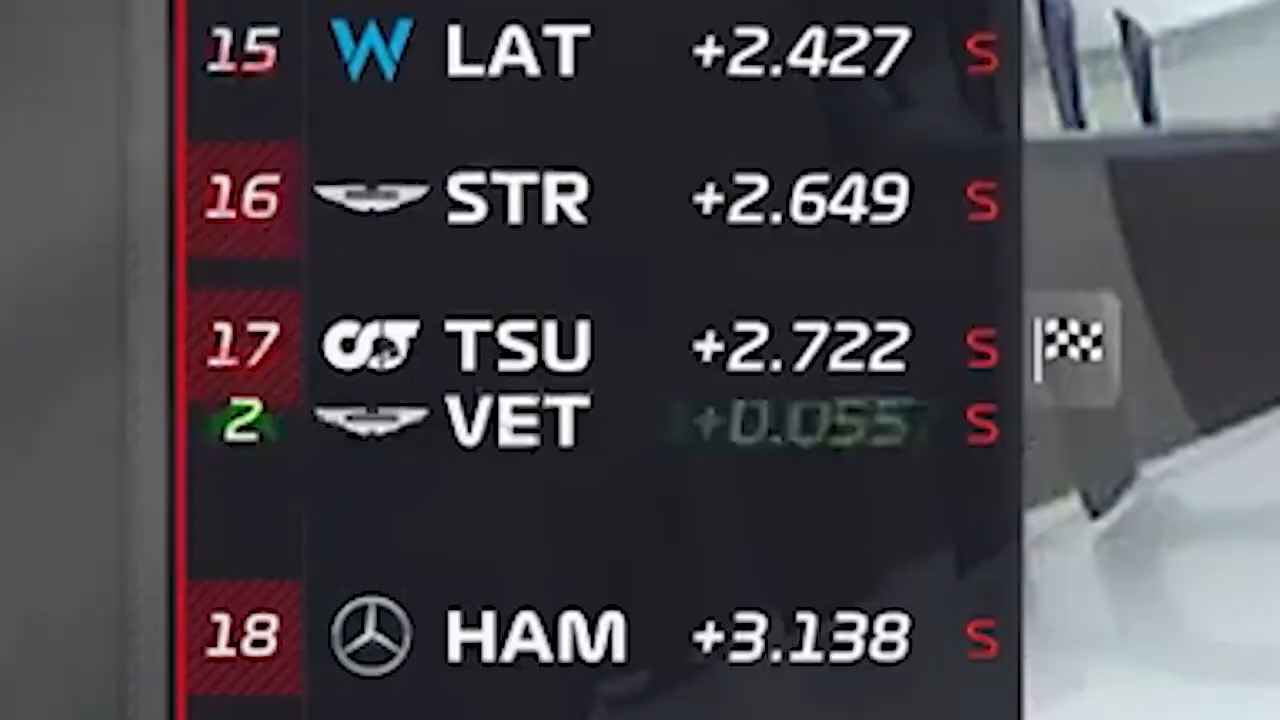 15 LAT +2.427 S
16 STR +2.649 S
17 TSU +2.722 S
2 VET +0.055 S
18 HAM +3.138 S